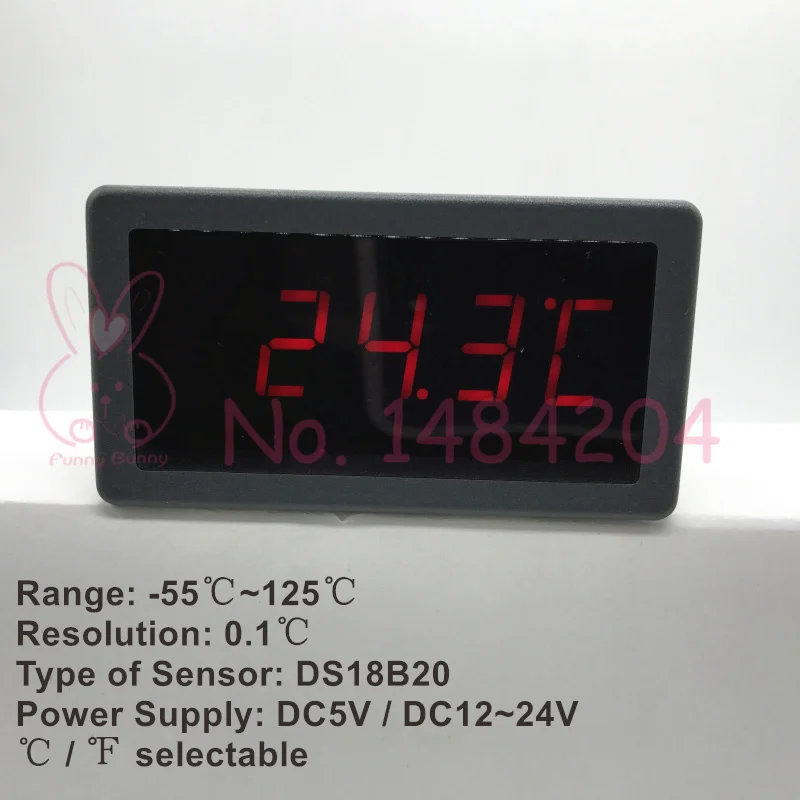 24.3℃
Funny Bunny
No. 1484204
Range: -55℃~125℃
Resolution: 0.1℃
Type of Sensor: DS18B20
Power Supply: DC5V / DC12~24V
℃ / ℉ selectable